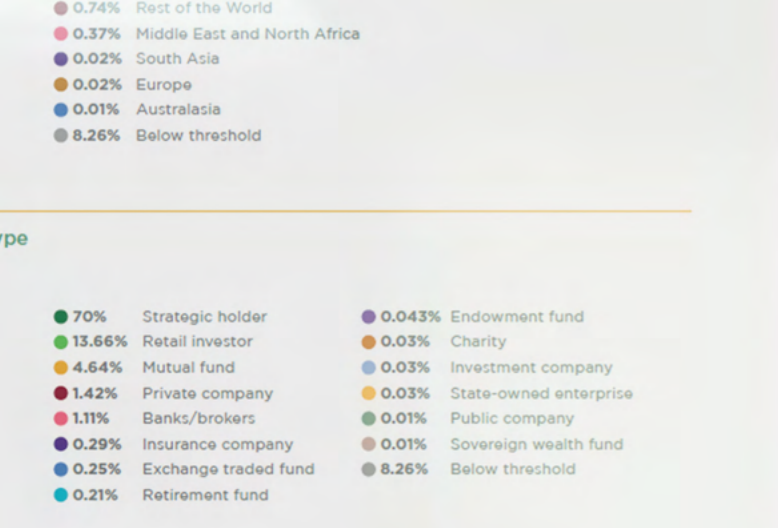 0.74% Rest of the World
0.37% Middle East and North Africa
0.02% South Asia
0.02% Europe
0.01% Australasia
8.26% Below threshold
ype
70% Strategic holder
13.66% Retail investor
4.64% Mutual fund
1.42% Private company
1.11% Banks/brokers
0.29% Insurance company
0.25% Exchange traded fund
0.21% Retirement fund
0.043% Endowment fund
0.03% Charity
0.03% Investment company
0.03% State-owned enterprise
0.01% Public company
0.01% Sovereign wealth fund
8.26% Below threshold